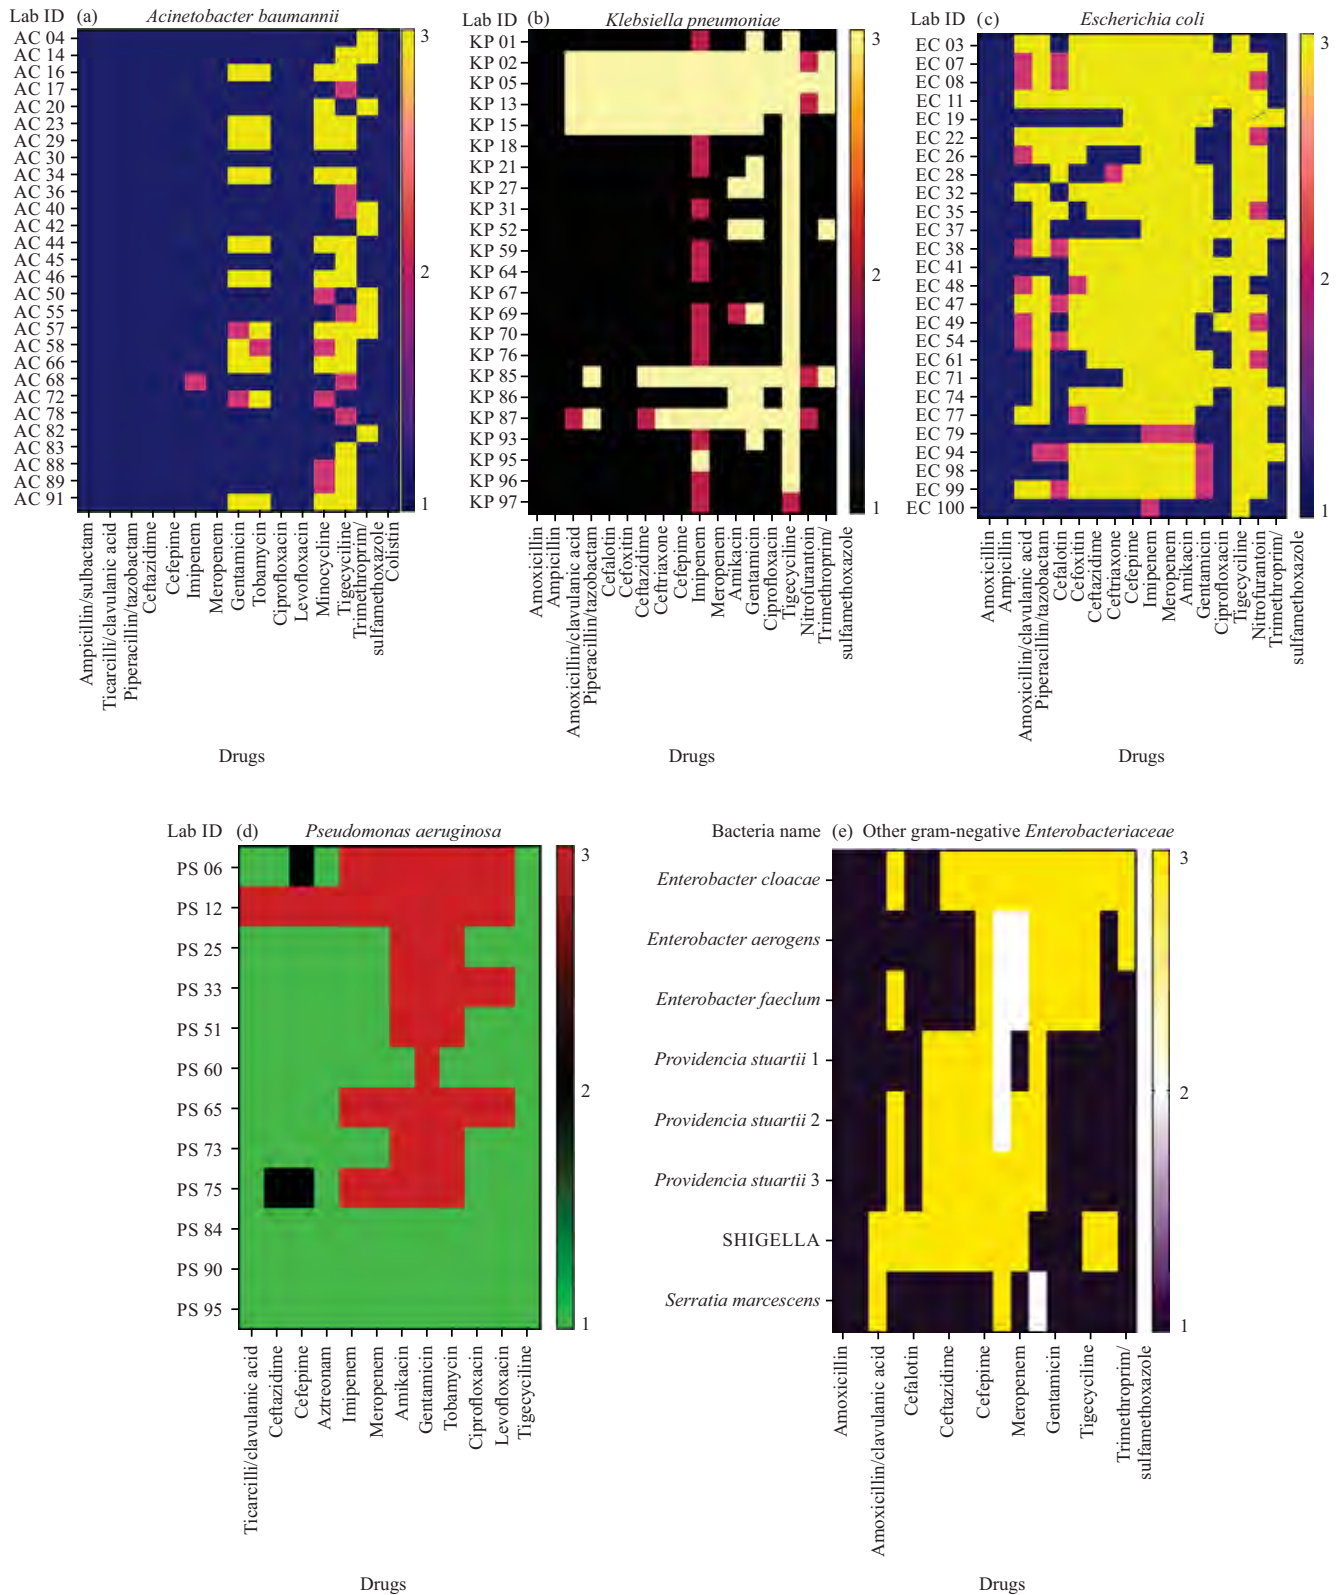 Lab ID (a) Acinetobacter baumannii
AC 04
AC 14
AC 16
AC 17
AC 20
AC 23
AC 29
AC 30
AC 34
AC 36
AC 40
AC 42
AC 44
AC 45
AC 46
AC 50
AC 55
AC 57
AC 58
AC 66
AC 68
AC 72
AC 78
AC 82
AC 83
AC 88
AC 89
AC 91
3
2
1
Ampicillin/sulbactam
Ticarcilli/clavulanic acid
Piperacillin/tazobactam
Ceftazidime
Cefepime
Imipenem
Meropenem
Gentamicin
Tobamycin
Ciprofloxacin
Levofloxacin
Minocycline
Tigecycline
Trimethoprim/
sulfamethoxazole
Colistin
Drugs
Lab ID (b) Klebsiella pneumoniae
KP 01
KP 02
KP 05
KP 13
KP 15
KP 18
KP 21
KP 27
KP 31
KP 52
KP 59
KP 64
KP 67
KP 69
KP 70
KP 76
KP 85
KP 86
KP 87
KP 93
KP 95
KP 96
KP 97
3
2
1
Amoxicillin
Ampicillin
Amoxicillin/clavulanic acid
Piperacillin/tazobactam
Cefalotin
Cefoxitin
Ceftazidime
Ceftriaxone
Cefepime
Imipenem
Meropenem
Amikacin
Gentamicin
Ciprofloxacin
Tigecycline
Nitrofurantoin
Trimethroprin/
sulfamethoxazole
Drugs
Lab ID (c) Escherichia coli
EC 03
EC 07
EC 08
EC 11
EC 19
EC 22
EC 26
EC 28
EC 32
EC 35
EC 37
EC 38
EC 41
EC 48
EC 47
EC 49
EC 54
EC 61
EC 71
EC 74
EC 77
EC 79
EC 94
EC 98
EC 99
EC 100
3
2
1
Amoxicillin
Ampicillin
Amoxicillin/clavulanic acid
Piperacillin/tazobactam
Cefalotin
Cefoxitin
Ceftazidime
Ceftriaxone
Cefepime
Imipenem
Meropenem
Amikacin
Gentamicin
Ciprofloxacin
Tigecycline
Nitrofurantoin
Trimethroprim/
sulfamethoxazole
Drugs
Lab ID (d) Pseudomonas aeruginosa
PS 06
PS 12
PS 25
PS 33
PS 51
PS 60
PS 65
PS 73
PS 75
PS 84
PS 90
PS 95
3
2
1
Ticarcilli/clavulanic acid
Ceftazidime
Cefepime
Aztreonam
Imipenem
Meropenem
Amikacin
Gentamicin
Tobamycin
Ciprofloxacin
Levofloxacin
Tigecycline
Drugs
Bacteria name (e) Other gram-negative Enterobacteriaceae
Enterobacter cloacae
Enterobacter aerogens
Enterobacter faeclum
Providencia stuartii 1
Providencia stuartii 2
Providencia stuartii 3
SHIGELLA
Serratia marcescens
3
2
1
Amoxicillin
Amoxicillin/clavulanic acid
Cefalotin
Ceftazidime
Cefepime
Meropenem
Gentamicin
Tigecycline
Trimethroprim/
sulfamethoxazole
Drugs